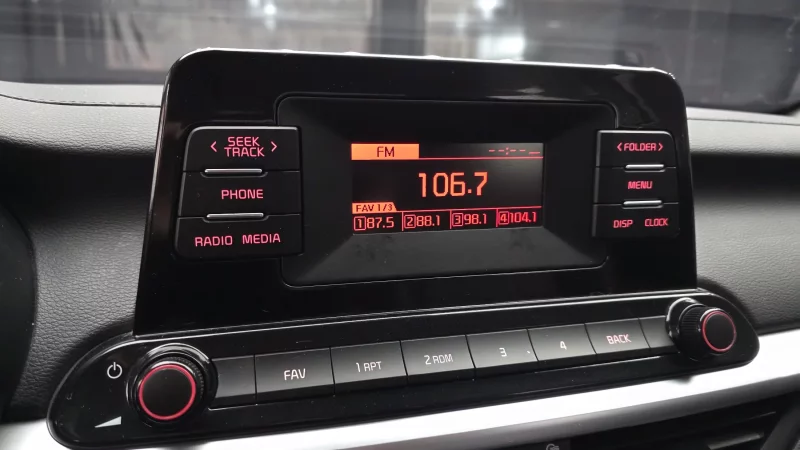 < SEEK TRACK >
PHONE
RADIO MEDIA
FM --:--
106.7
FAV 1/3
1 87.5 2 88.1 3 98.1 4 104.1
< FOLDER >
MENU
DISP CLOCK
FAV 1 RPT 2 RDM 3 4 BACK